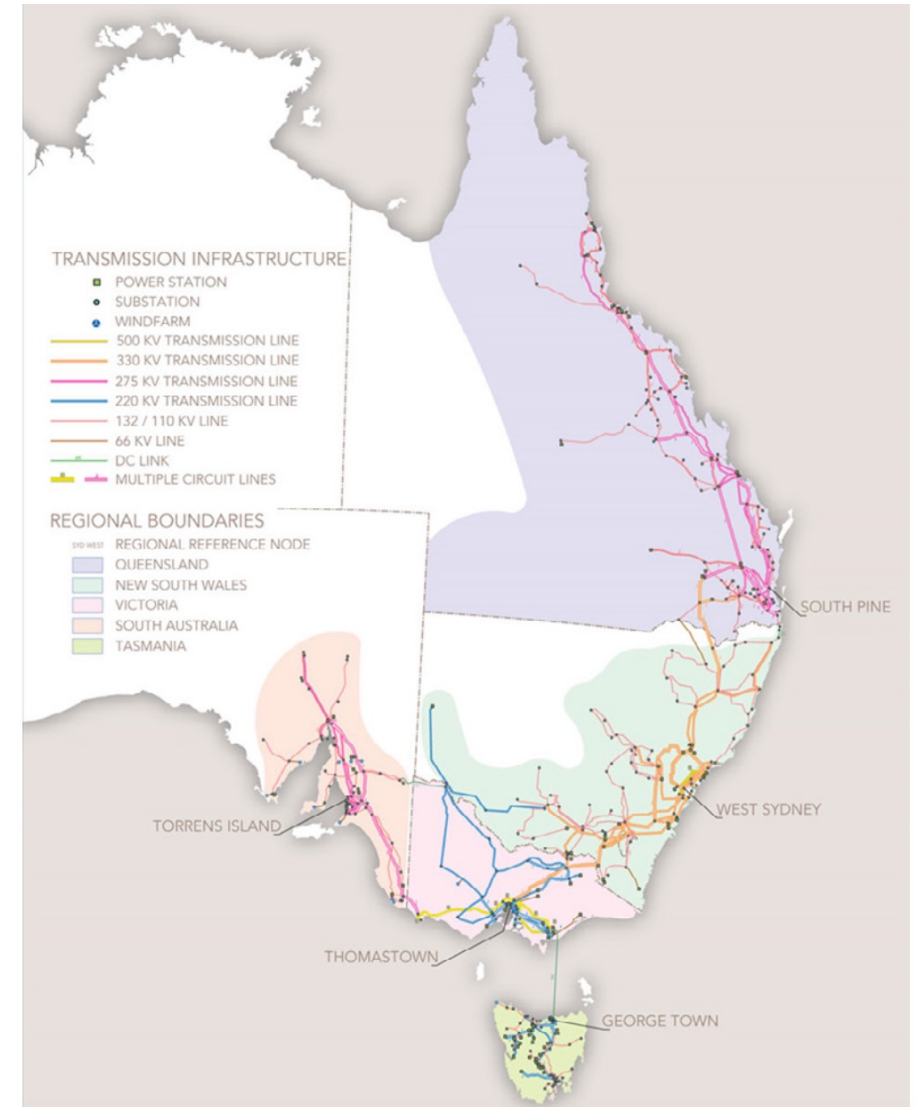 TRANSMISSION INFRASTRUCTURE
POWER STATION
SUBSTATION
WINDFARM
500 KV TRANSMISSION LINE
330 KV TRANSMISSION LINE
275 KV TRANSMISSION LINE
220 KV TRANSMISSION LINE
132 / 110 KV LINE
66 KV LINE
DC LINK
MULTIPLE CIRCUIT LINES
REGIONAL BOUNDARIES
SYD WEST REGIONAL REFERENCE NODE
QUEENSLAND
NEW SOUTH WALES
VICTORIA
SOUTH AUSTRALIA
TASMANIA
SOUTH PINE
WEST SYDNEY
TORRENS ISLAND
THOMASTOWN
GEORGE TOWN